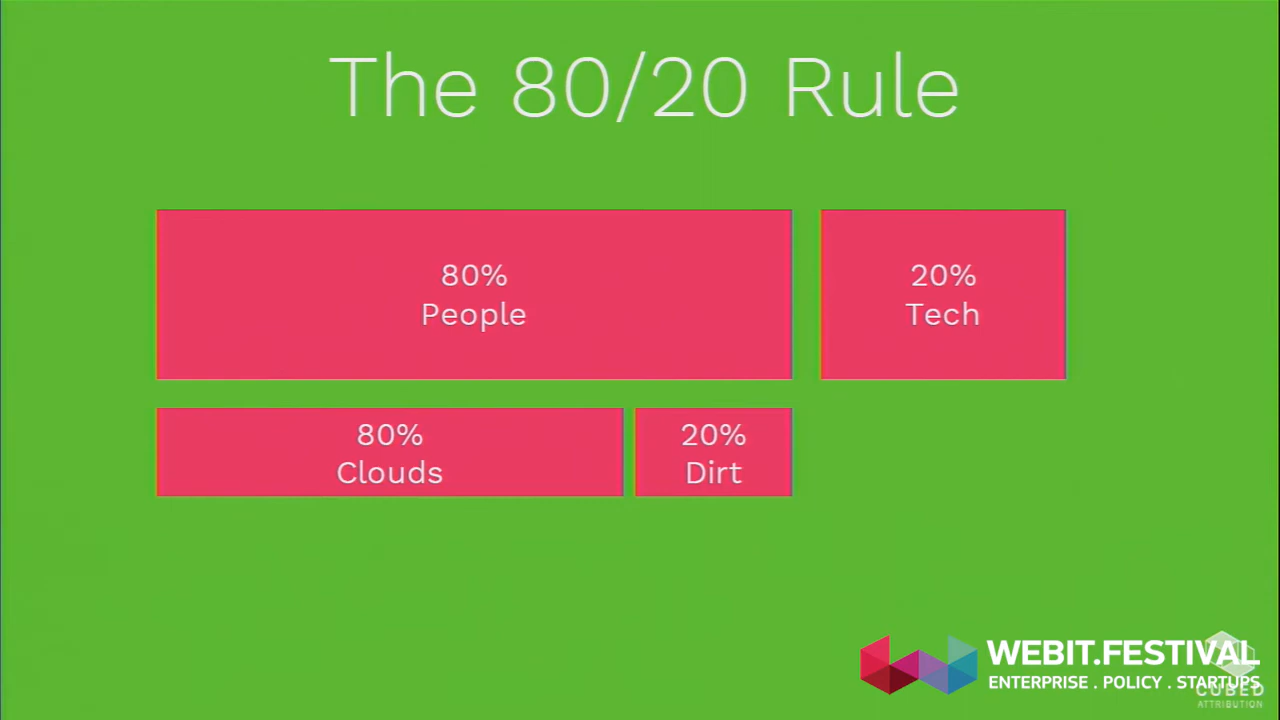 The 80/20 Rule
80%
People
20%
Tech
80%
Clouds
20%
Dirt
WEBIT.FESTIVAL
ENTERPRISE . POLICY . STARTUPS
CUBED
ATTRIBUTION